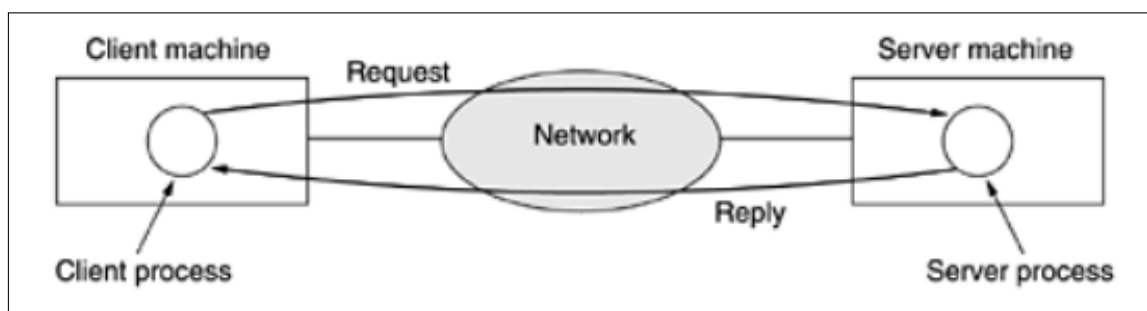 Client machine
Server machine
Request
Network
Reply
Client process
Server process